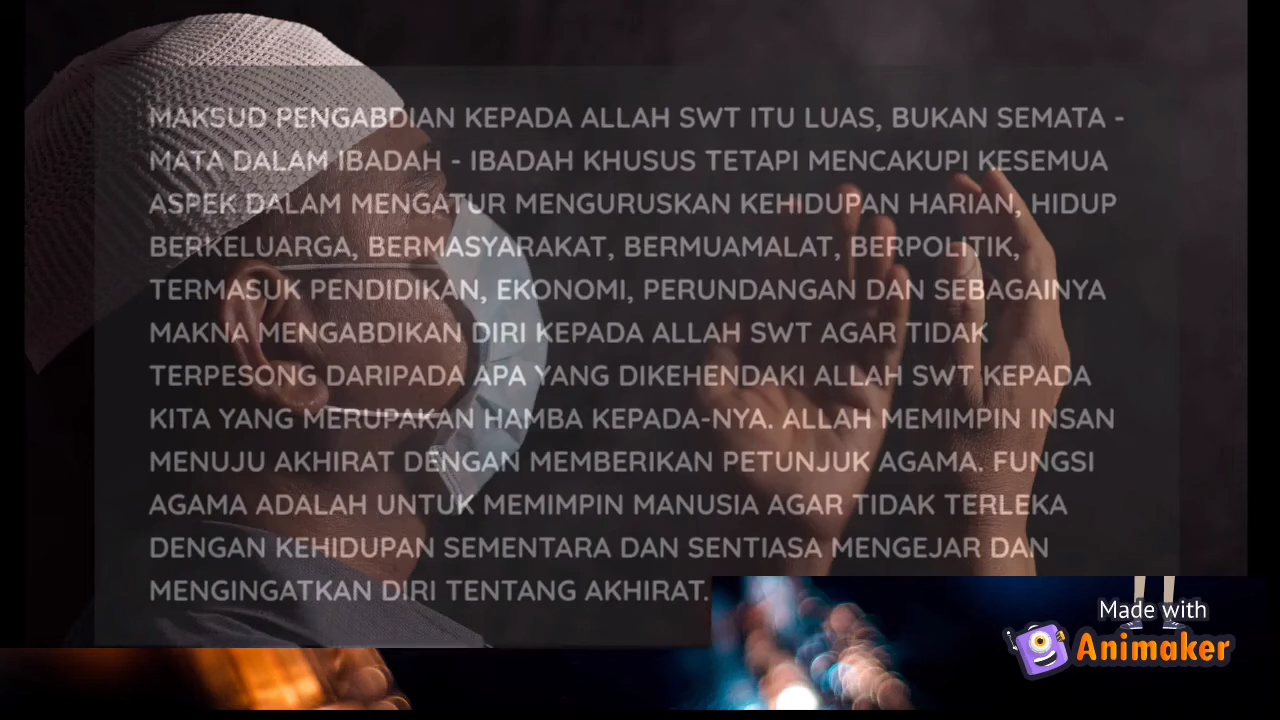 MAKSUD PENGABDIAN KEPADA ALLAH SWT ITU LUAS, BUKAN SEMATA -
MATA DALAM IBADAH - IBADAH KHUSUS TETAPI MENCAKUPI KESEMUA
ASPEK DALAM MENGATUR MENGURUSKAN KEHIDUPAN HARIAN, HIDUP
BERKELUARGA, BERMASYARAKAT, BERMUAMALAT, BERPOLITIK,
TERMASUK PENDIDIKAN, EKONOMI, PERUNDANGAN DAN SEBAGAINYA
MAKNA MENGABDIKAN DIRI KEPADA ALLAH SWT AGAR TIDAK
TERPESONG DARIPADA APA YANG DIKEHENDAKI ALLAH SWT KEPADA
KITA YANG MERUPAKAN HAMBA KEPADA-NYA. ALLAH MEMIMPIN INSAN
MENUJU AKHIRAT DENGAN MEMBERIKAN PETUNJUK AGAMA. FUNGSI
AGAMA ADALAH UNTUK MEMIMPIN MANUSIA AGAR TIDAK TERLEKA
DENGAN KEHIDUPAN SEMENTARA DAN SENTIASA MENGEJAR DAN
MENGINGATKAN DIRI TENTANG AKHIRAT.
Made with
Animaker